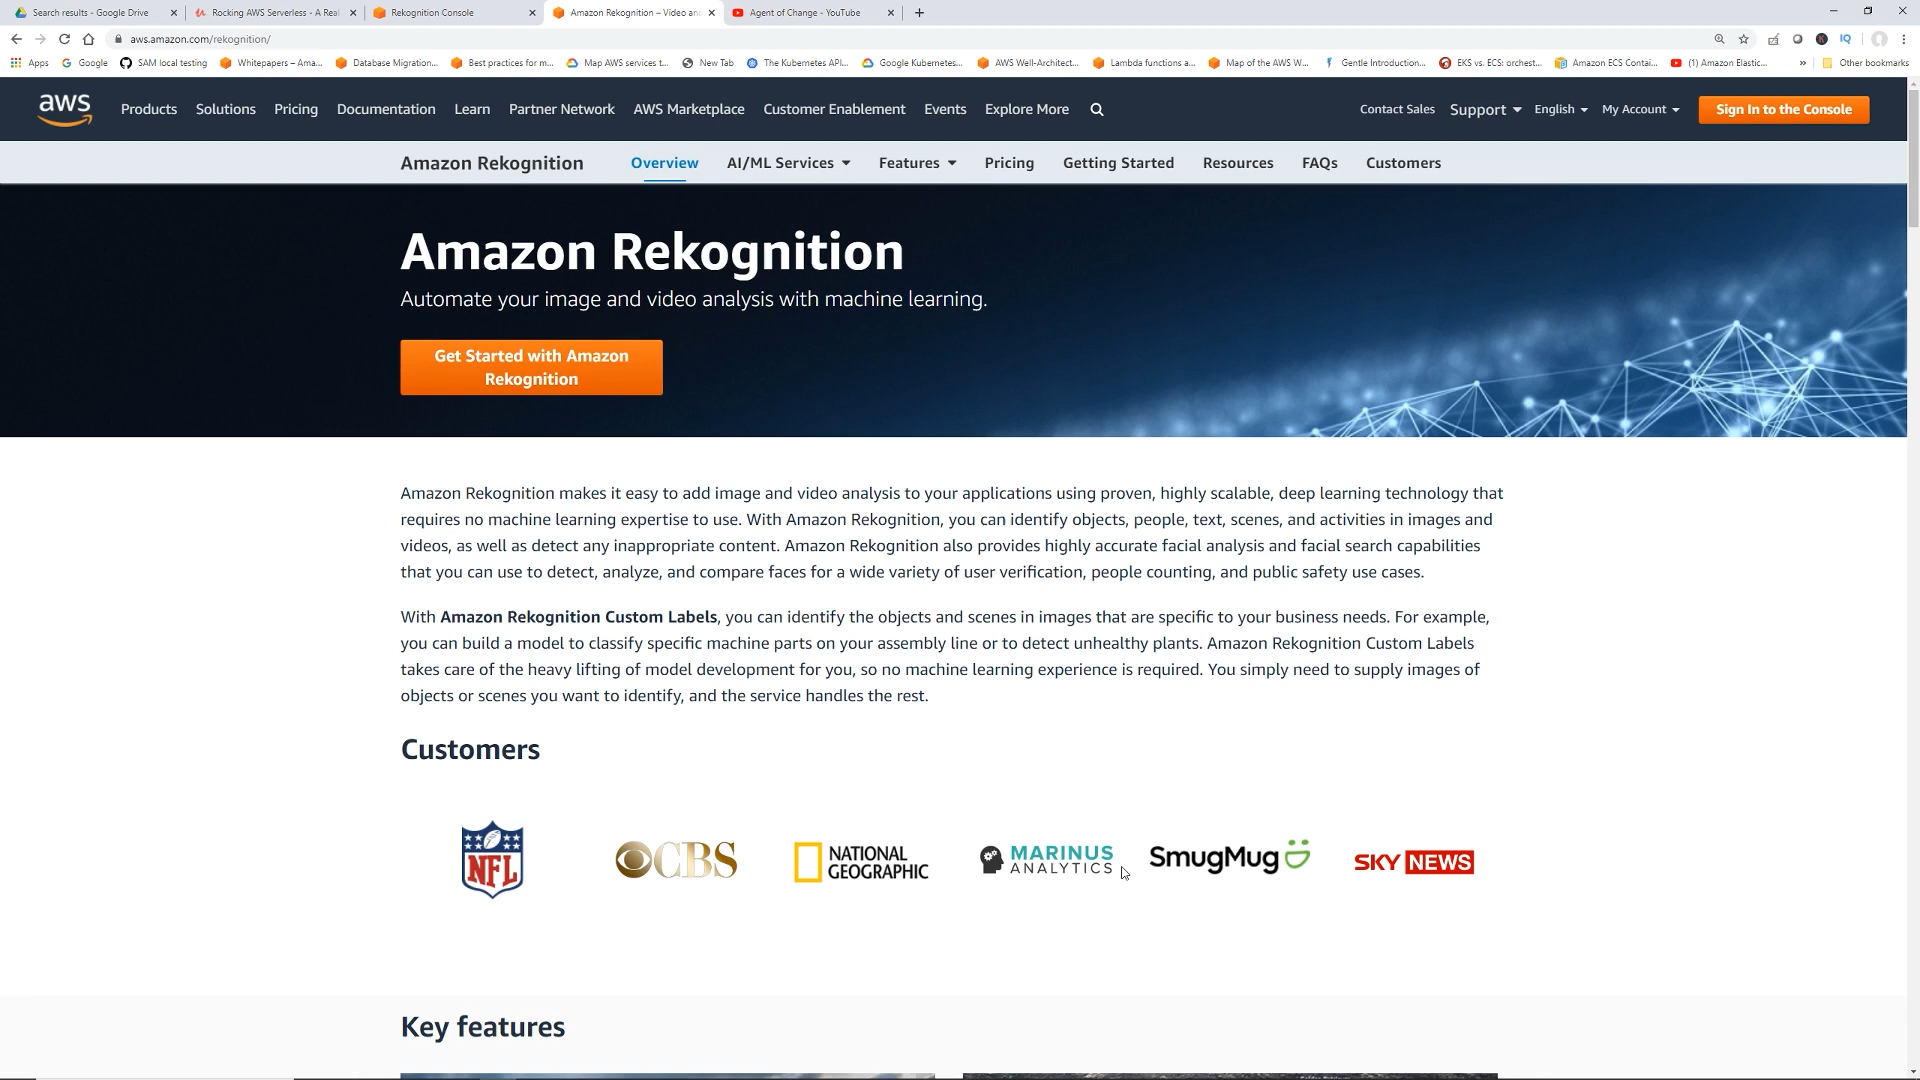 Search results - Google Drive
Rocking AWS Serverless - A Real
Rekognition Console
Amazon Rekognition – Video and
Agent of Change - YouTube
aws.amazon.com/rekognition/
Apps
Google
SAM local testing
Whitepapers – Ama...
Database Migration...
Best practices for m...
Map AWS services t...
New Tab
The Kubernetes API...
Google Kubernetes...
AWS Well-Architect...
Lambda functions a...
Map of the AWS W...
Gentle Introduction...
EKS vs. ECS: orchest...
Amazon ECS Contai...
(1) Amazon Elastic...
»
Other bookmarks
aws
Products
Solutions
Pricing
Documentation
Learn
Partner Network
AWS Marketplace
Customer Enablement
Events
Explore More
Contact Sales
Support
English
My Account
Sign In to the Console
Amazon Rekognition
Overview
AI/ML Services
Features
Pricing
Getting Started
Resources
FAQs
Customers
Amazon Rekognition
Automate your image and video analysis with machine learning.
Get Started with Amazon
Rekognition
Amazon Rekognition makes it easy to add image and video analysis to your applications using proven, highly scalable, deep learning technology that
requires no machine learning expertise to use. With Amazon Rekognition, you can identify objects, people, text, scenes, and activities in images and
videos, as well as detect any inappropriate content. Amazon Rekognition also provides highly accurate facial analysis and facial search capabilities
that you can use to detect, analyze, and compare faces for a wide variety of user verification, people counting, and public safety use cases.
With Amazon Rekognition Custom Labels, you can identify the objects and scenes in images that are specific to your business needs. For example,
you can build a model to classify specific machine parts on your assembly line or to detect unhealthy plants. Amazon Rekognition Custom Labels
takes care of the heavy lifting of model development for you, so no machine learning experience is required. You simply need to supply images of
objects or scenes you want to identify, and the service handles the rest.
Customers
NFL
CBS
NATIONAL
GEOGRAPHIC
MARINUS
ANALYTICS
SmugMug
SKY NEWS
Key features